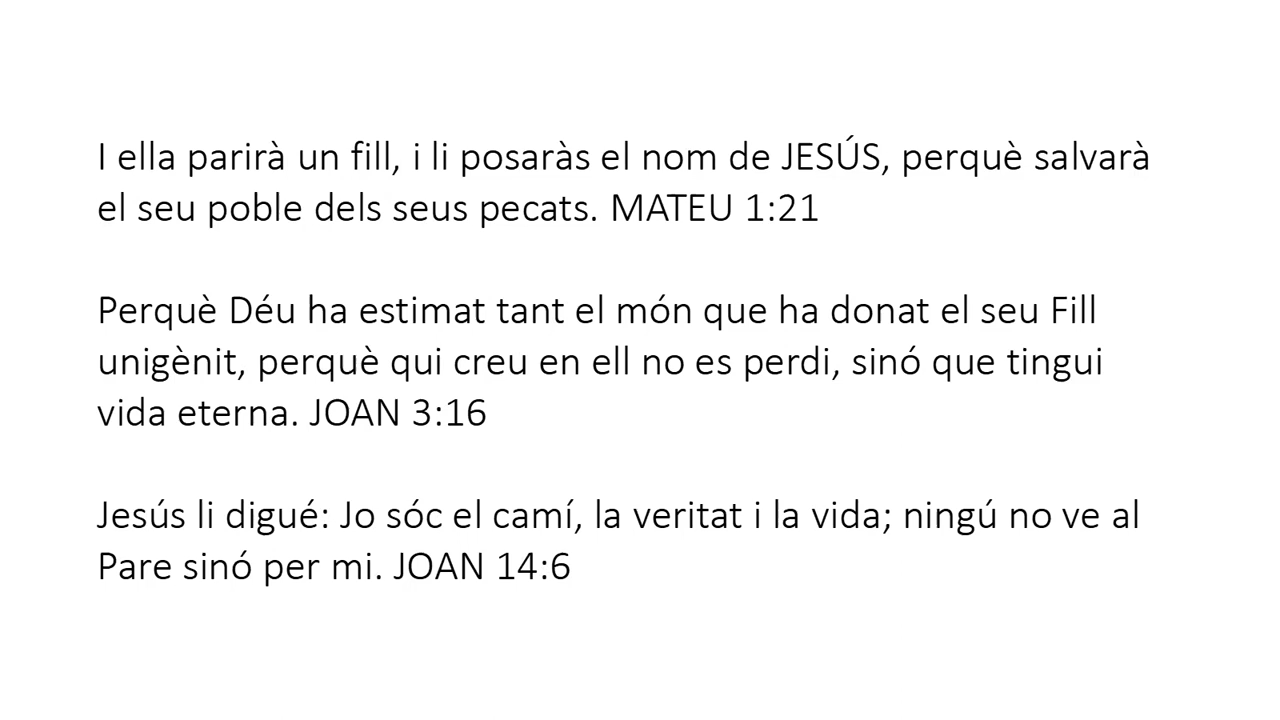 I ella parirà un fill, i li posaràs el nom de JESÚS, perquè salvarà
el seu poble dels seus pecats. MATEU 1:21
Perquè Déu ha estimat tant el món que ha donat el seu Fill
unigènit, perquè qui creu en ell no es perdi, sinó que tingui
vida eterna. JOAN 3:16
Jesús li digué: Jo sóc el camí, la veritat i la vida; ningú no ve al
Pare sinó per mi. JOAN 14:6